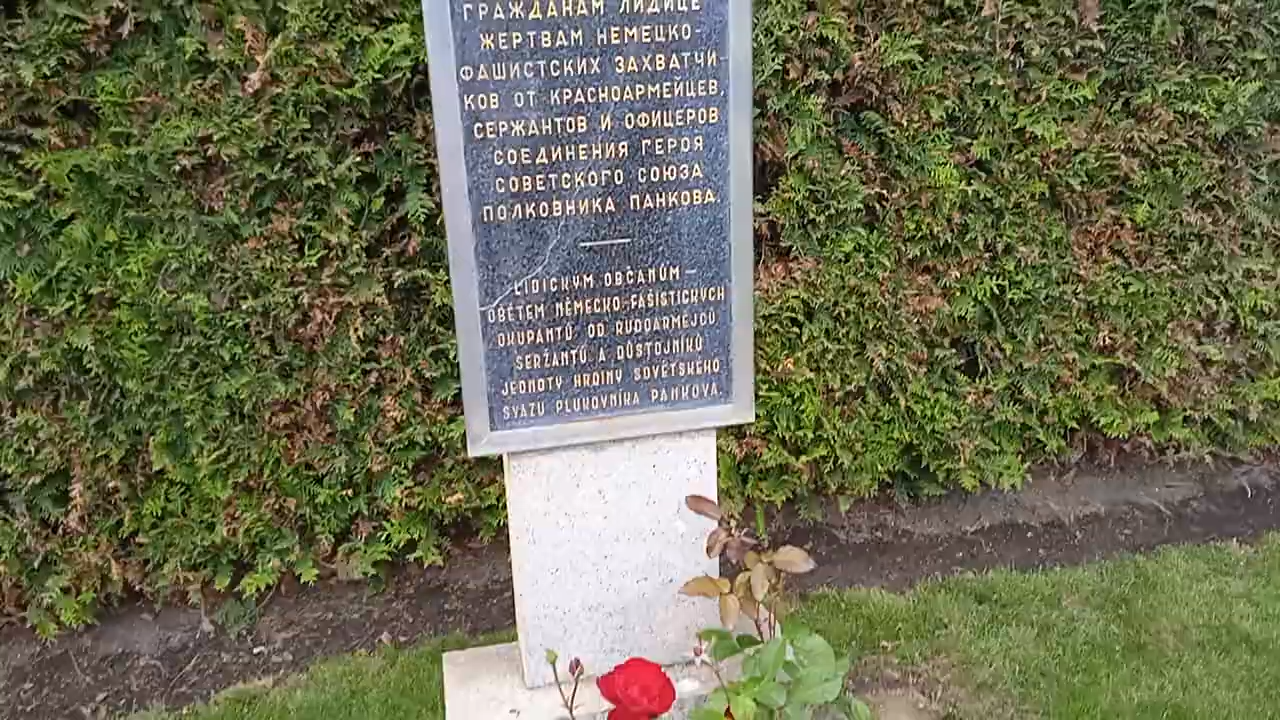 ГРАЖДАНАМ ЛИДИЦЕ
ЖЕРТВАМ НЕМЕЦКО-
ФАШИСТСКИХ ЗАХВАТЧИ-
КОВ ОТ КРАСНОАРМЕЙЦЕВ,
СЕРЖАНТОВ И ОФИЦЕРОВ
СОЕДИНЕНИЯ ГЕРОЯ
СОВЕТСКОГО СОЮЗА
ПОЛКОВНИКА ПАНКОВА.
LIDICKÝM OBČANŮM –
OBĚTEM NĚMECKO-FAŠISTICKÝCH
OKUPANTŮ, OD RUDOARMEJCŮ
SERŽANTŮ A DŮSTOJNÍKŮ
JEDNOTY HRDINY SOVĚTSKÉHO
SVAZU PLUKOVNÍKA PANKOVA.